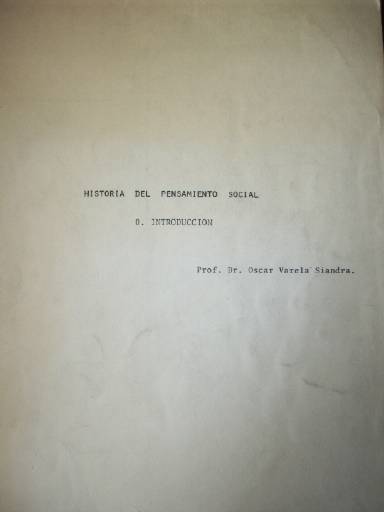 HISTORIA DEL PENSAMIENTO SOCIAL
0. INTRODUCCION
Prof. Dr. Oscar Varela Siandra.